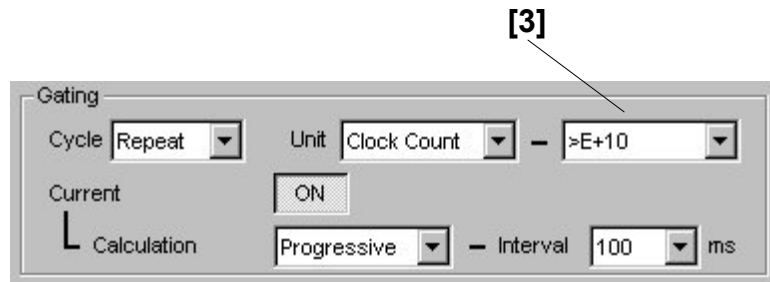 [3]
Gating
Cycle Repeat Unit Clock Count – >E+10
Current ON
Calculation Progressive – Interval 100 ms